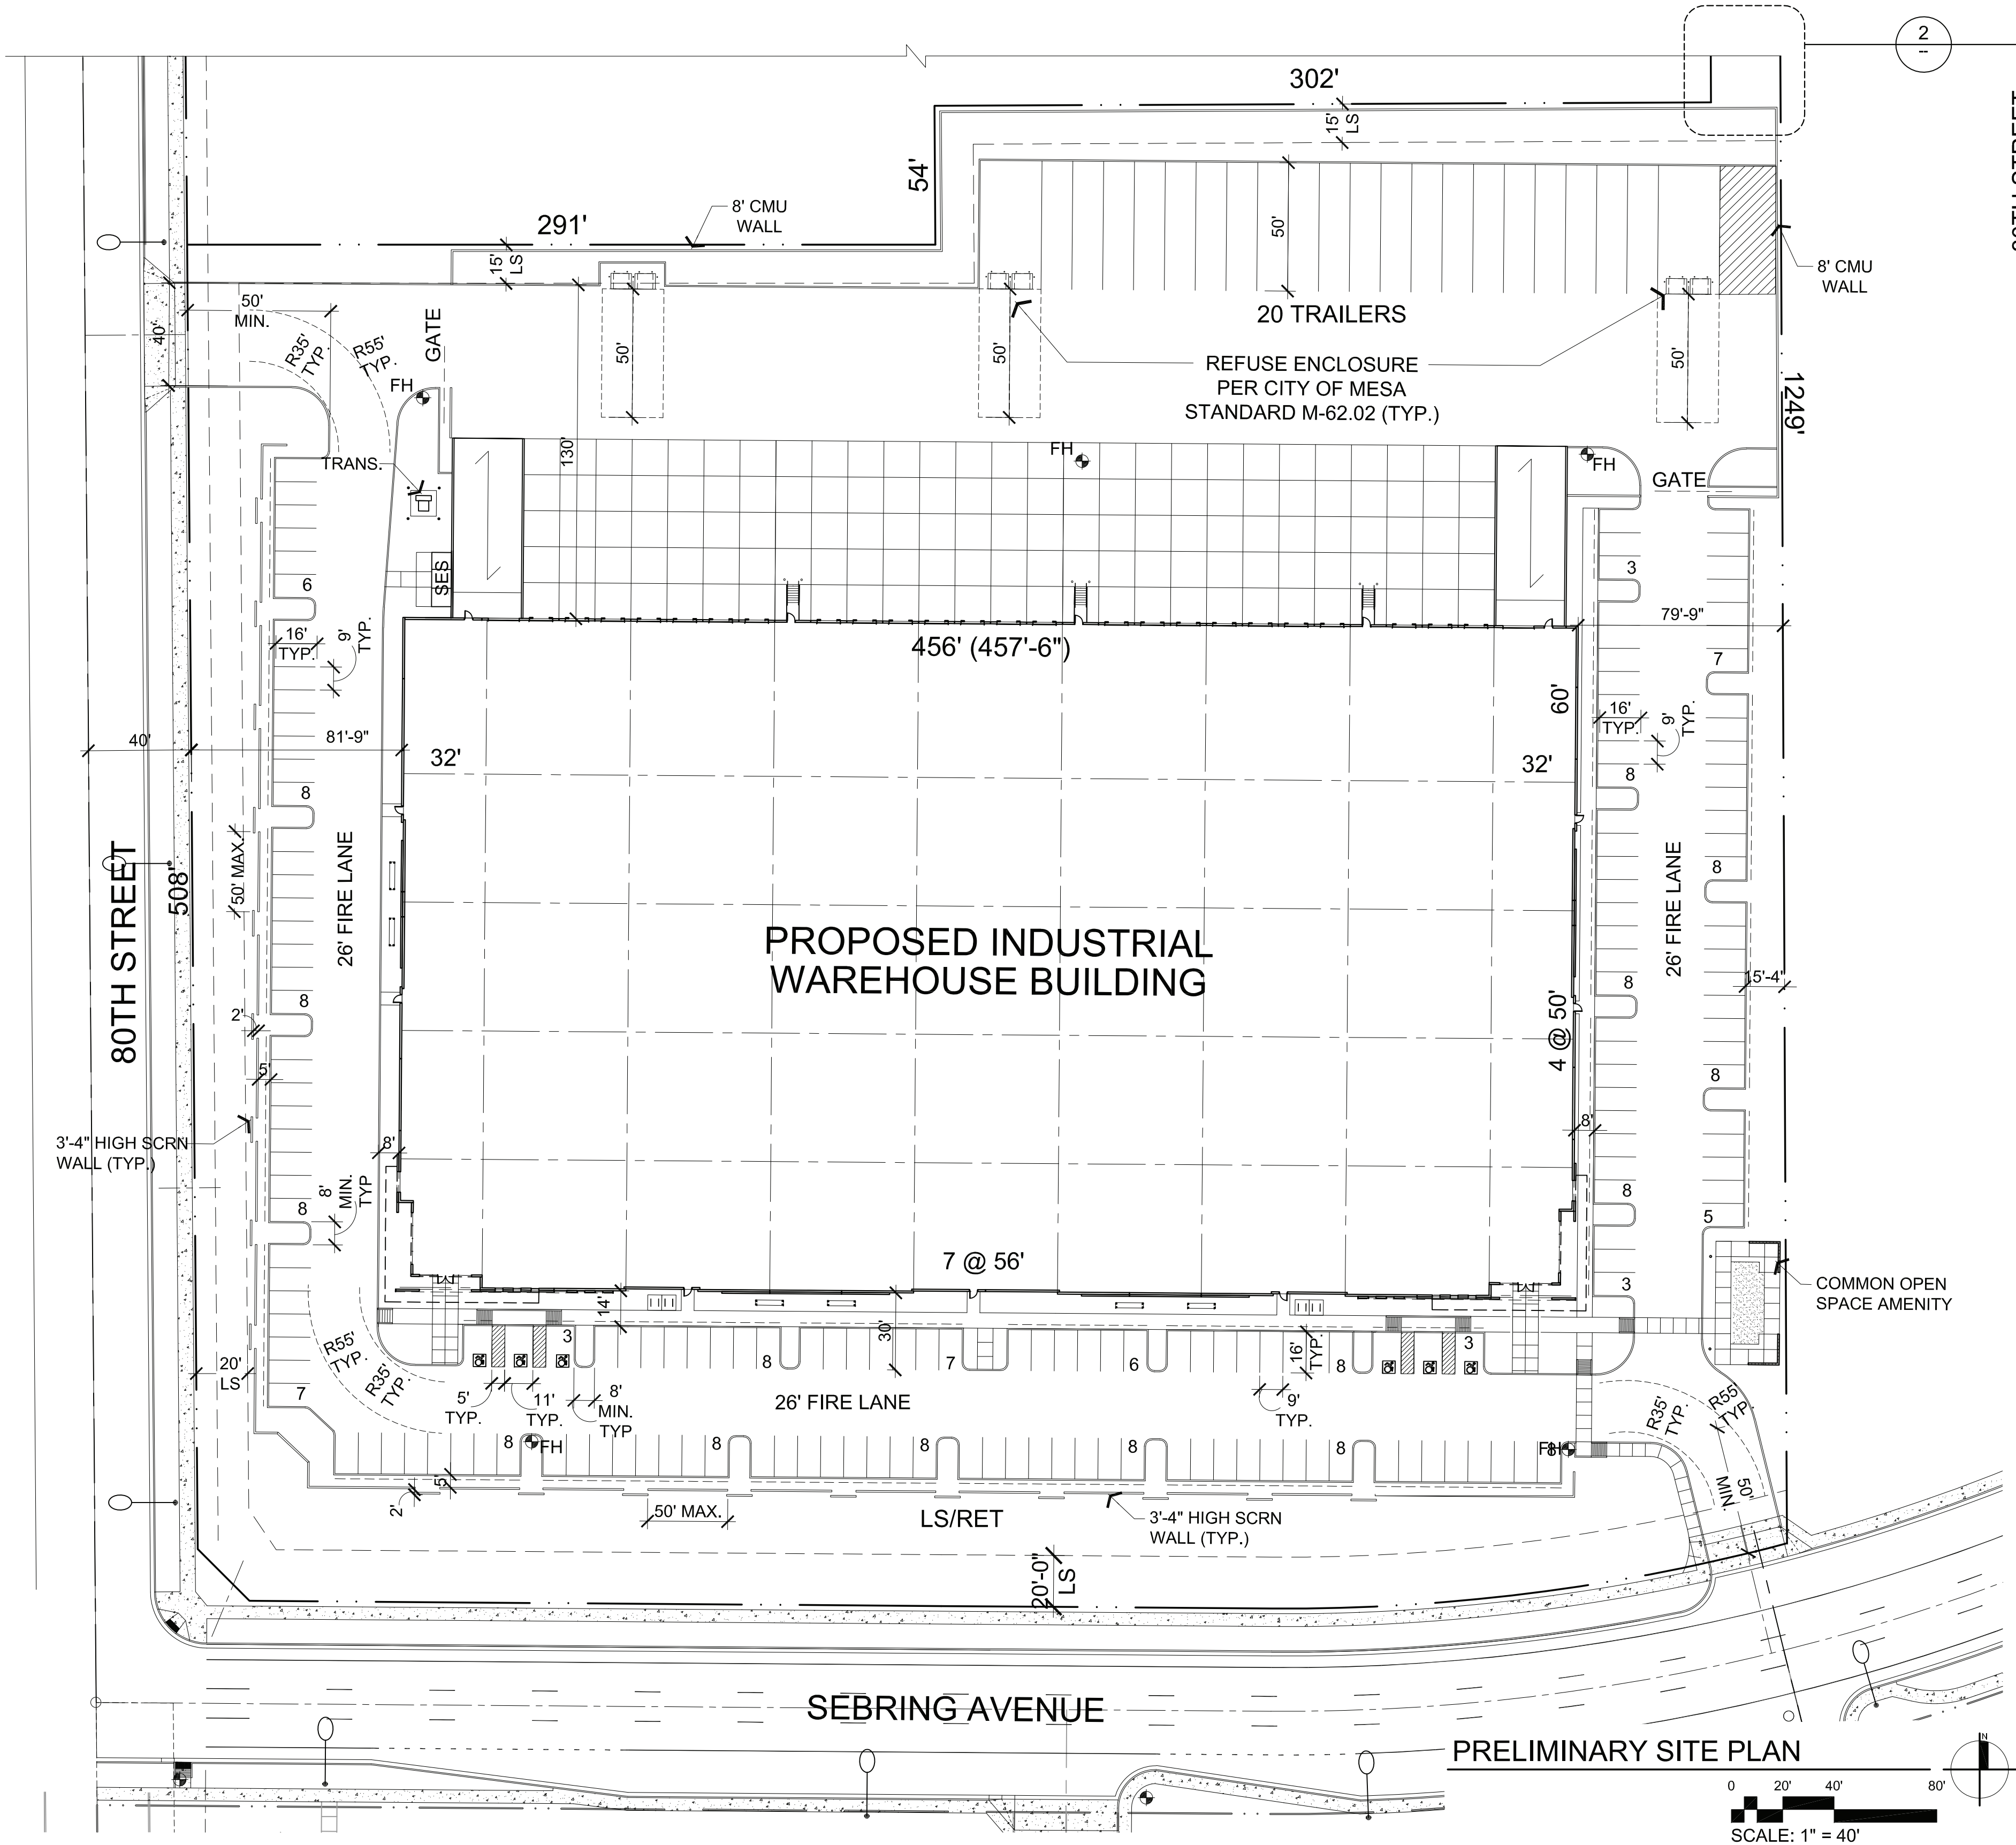 2
--
302'
15'
LS
54'
291'
8' CMU
WALL
15'
LS
50'
8' CMU
WALL
20 TRAILERS
50'
MIN.
40'
R35'
TYP.
R55'
TYP.
GATE
FH
50'
50'
50'
REFUSE ENCLOSURE
PER CITY OF MESA
STANDARD M-62.02 (TYP.)
1249'
130'
TRANS.
FH
FH
GATE
SES
6
16'
TYP.
9'
TYP.
3
79'-9"
456' (457'-6")
7
60'
16'
TYP.
9'
TYP.
40'
81'-9"
32'
32'
8
8
50' MAX.
508'
80TH STREET
26' FIRE LANE
26' FIRE LANE
8
PROPOSED INDUSTRIAL
WAREHOUSE BUILDING
15'-4"
8
8
2'
4 @ 50'
5'
8
3'-4" HIGH SCRN
WALL (TYP.)
8'
8'
8'
MIN.
TYP
8
8
5
7 @ 56'
3
COMMON OPEN
SPACE AMENITY
14'
30'
R55'
TYP.
R35'
TYP.
20'
LS
7
3
8
7
6
16'
TYP.
8
3
5'
TYP.
11'
TYP.
8'
MIN.
TYP
26' FIRE LANE
9'
TYP.
R35'
TYP.
R55'
TYP.
8
FH
8
8
8
8
FH
8
50'
MIN.
5'
2'
50' MAX.
LS/RET
3'-4" HIGH SCRN
WALL (TYP.)
20'-0"
LS
SEBRING AVENUE
PRELIMINARY SITE PLAN
N
0 20' 40' 80'
SCALE: 1" = 40'